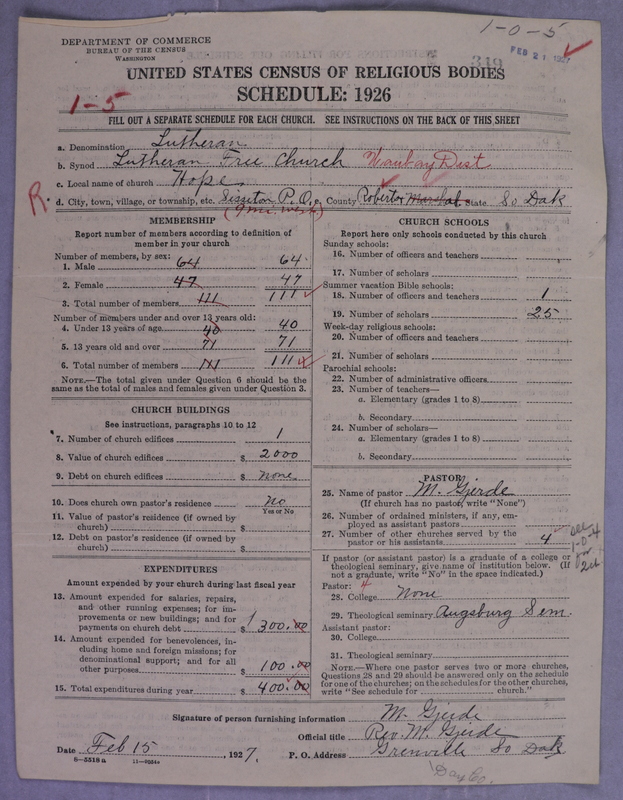 1-0-5
DEPARTMENT OF COMMERCE
BUREAU OF THE CENSUS
WASHINGTON
349
FEB 21 1927
UNITED STATES CENSUS OF RELIGIOUS BODIES
SCHEDULE: 1926
1-5
FILL OUT A SEPARATE SCHEDULE FOR EACH CHURCH. SEE INSTRUCTIONS ON THE BACK OF THIS SHEET
a. Denomination Lutheran
b. Synod Lutheran Free Church Waubay Dist
c. Local name of church Hope
R. d. City, town, village, or township, etc. Sisseton P.O. County Roberts Marshal State So Dak
(9 mi. west)
MEMBERSHIP
Report number of members according to definition of member in your church
Number of members, by sex:
1. Male 64 64
2. Female 47 47
3. Total number of members 111 111
Number of members under and over 13 years old:
4. Under 13 years of age 40 40
5. 13 years old and over 71 71
6. Total number of members 111 111
NOTE.—The total given under Question 6 should be the same as the total of males and females given under Question 3.
CHURCH BUILDINGS
See instructions, paragraphs 10 to 12
7. Number of church edifices 1
8. Value of church edifices $ 2000
9. Debt on church edifices $ None
10. Does church own pastor's residence No
Yes or No
11. Value of pastor's residence (if owned by church) $
12. Debt on pastor's residence (if owned by church) $
EXPENDITURES
Amount expended by your church during last fiscal year
13. Amount expended for salaries, repairs, and other running expenses; for improvements or new buildings; and for payments on church debt $ 300.00
14. Amount expended for benevolences, including home and foreign missions; for denominational support; and for all other purposes $ 100.00
15. Total expenditures during year $ 400.00
CHURCH SCHOOLS
Report here only schools conducted by this church
Sunday schools:
16. Number of officers and teachers
17. Number of scholars
Summer vacation Bible schools:
18. Number of officers and teachers 1
19. Number of scholars 25
Week-day religious schools:
20. Number of officers and teachers
21. Number of scholars
Parochial schools:
22. Number of administrative officers
23. Number of teachers—
a. Elementary (grades 1 to 8)
b. Secondary
24. Number of scholars—
a. Elementary (grades 1 to 8)
b. Secondary
PASTOR
25. Name of pastor M. Gjerde
(If church has no pastor, write "None")
26. Number of ordained ministers, if any, employed as assistant pastors
27. Number of other churches served by the pastor or his assistants 4
If pastor (or assistant pastor) is a graduate of a college or theological seminary, give name of institution below. (If not a graduate, write "No" in the space indicated.)
Pastor: 4
28. College None
29. Theological seminary Augsburg Sem.
Assistant pastor:
30. College
31. Theological seminary
NOTE.—Where one pastor serves two or more churches, Questions 28 and 29 should be answered only on the schedule for one of the churches; on the schedules for the other churches, write "See schedule for church."
Signature of person furnishing information M. Gjerde
Official title Rev. M. Gjerde
Date Feb 15, 1927. P. O. Address Grenville So Dak
8—5518a 11—9034a
Day Co.